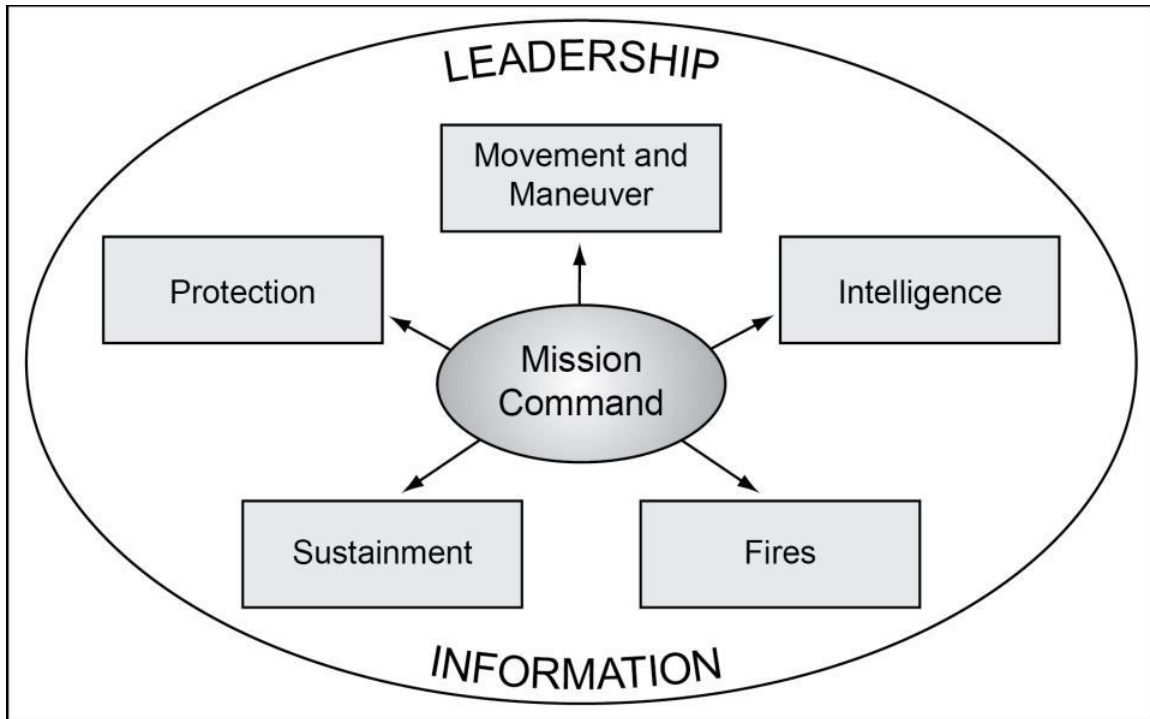 LEADERSHIP
Movement and
Maneuver
Protection
Intelligence
Mission
Command
Sustainment
Fires
INFORMATION